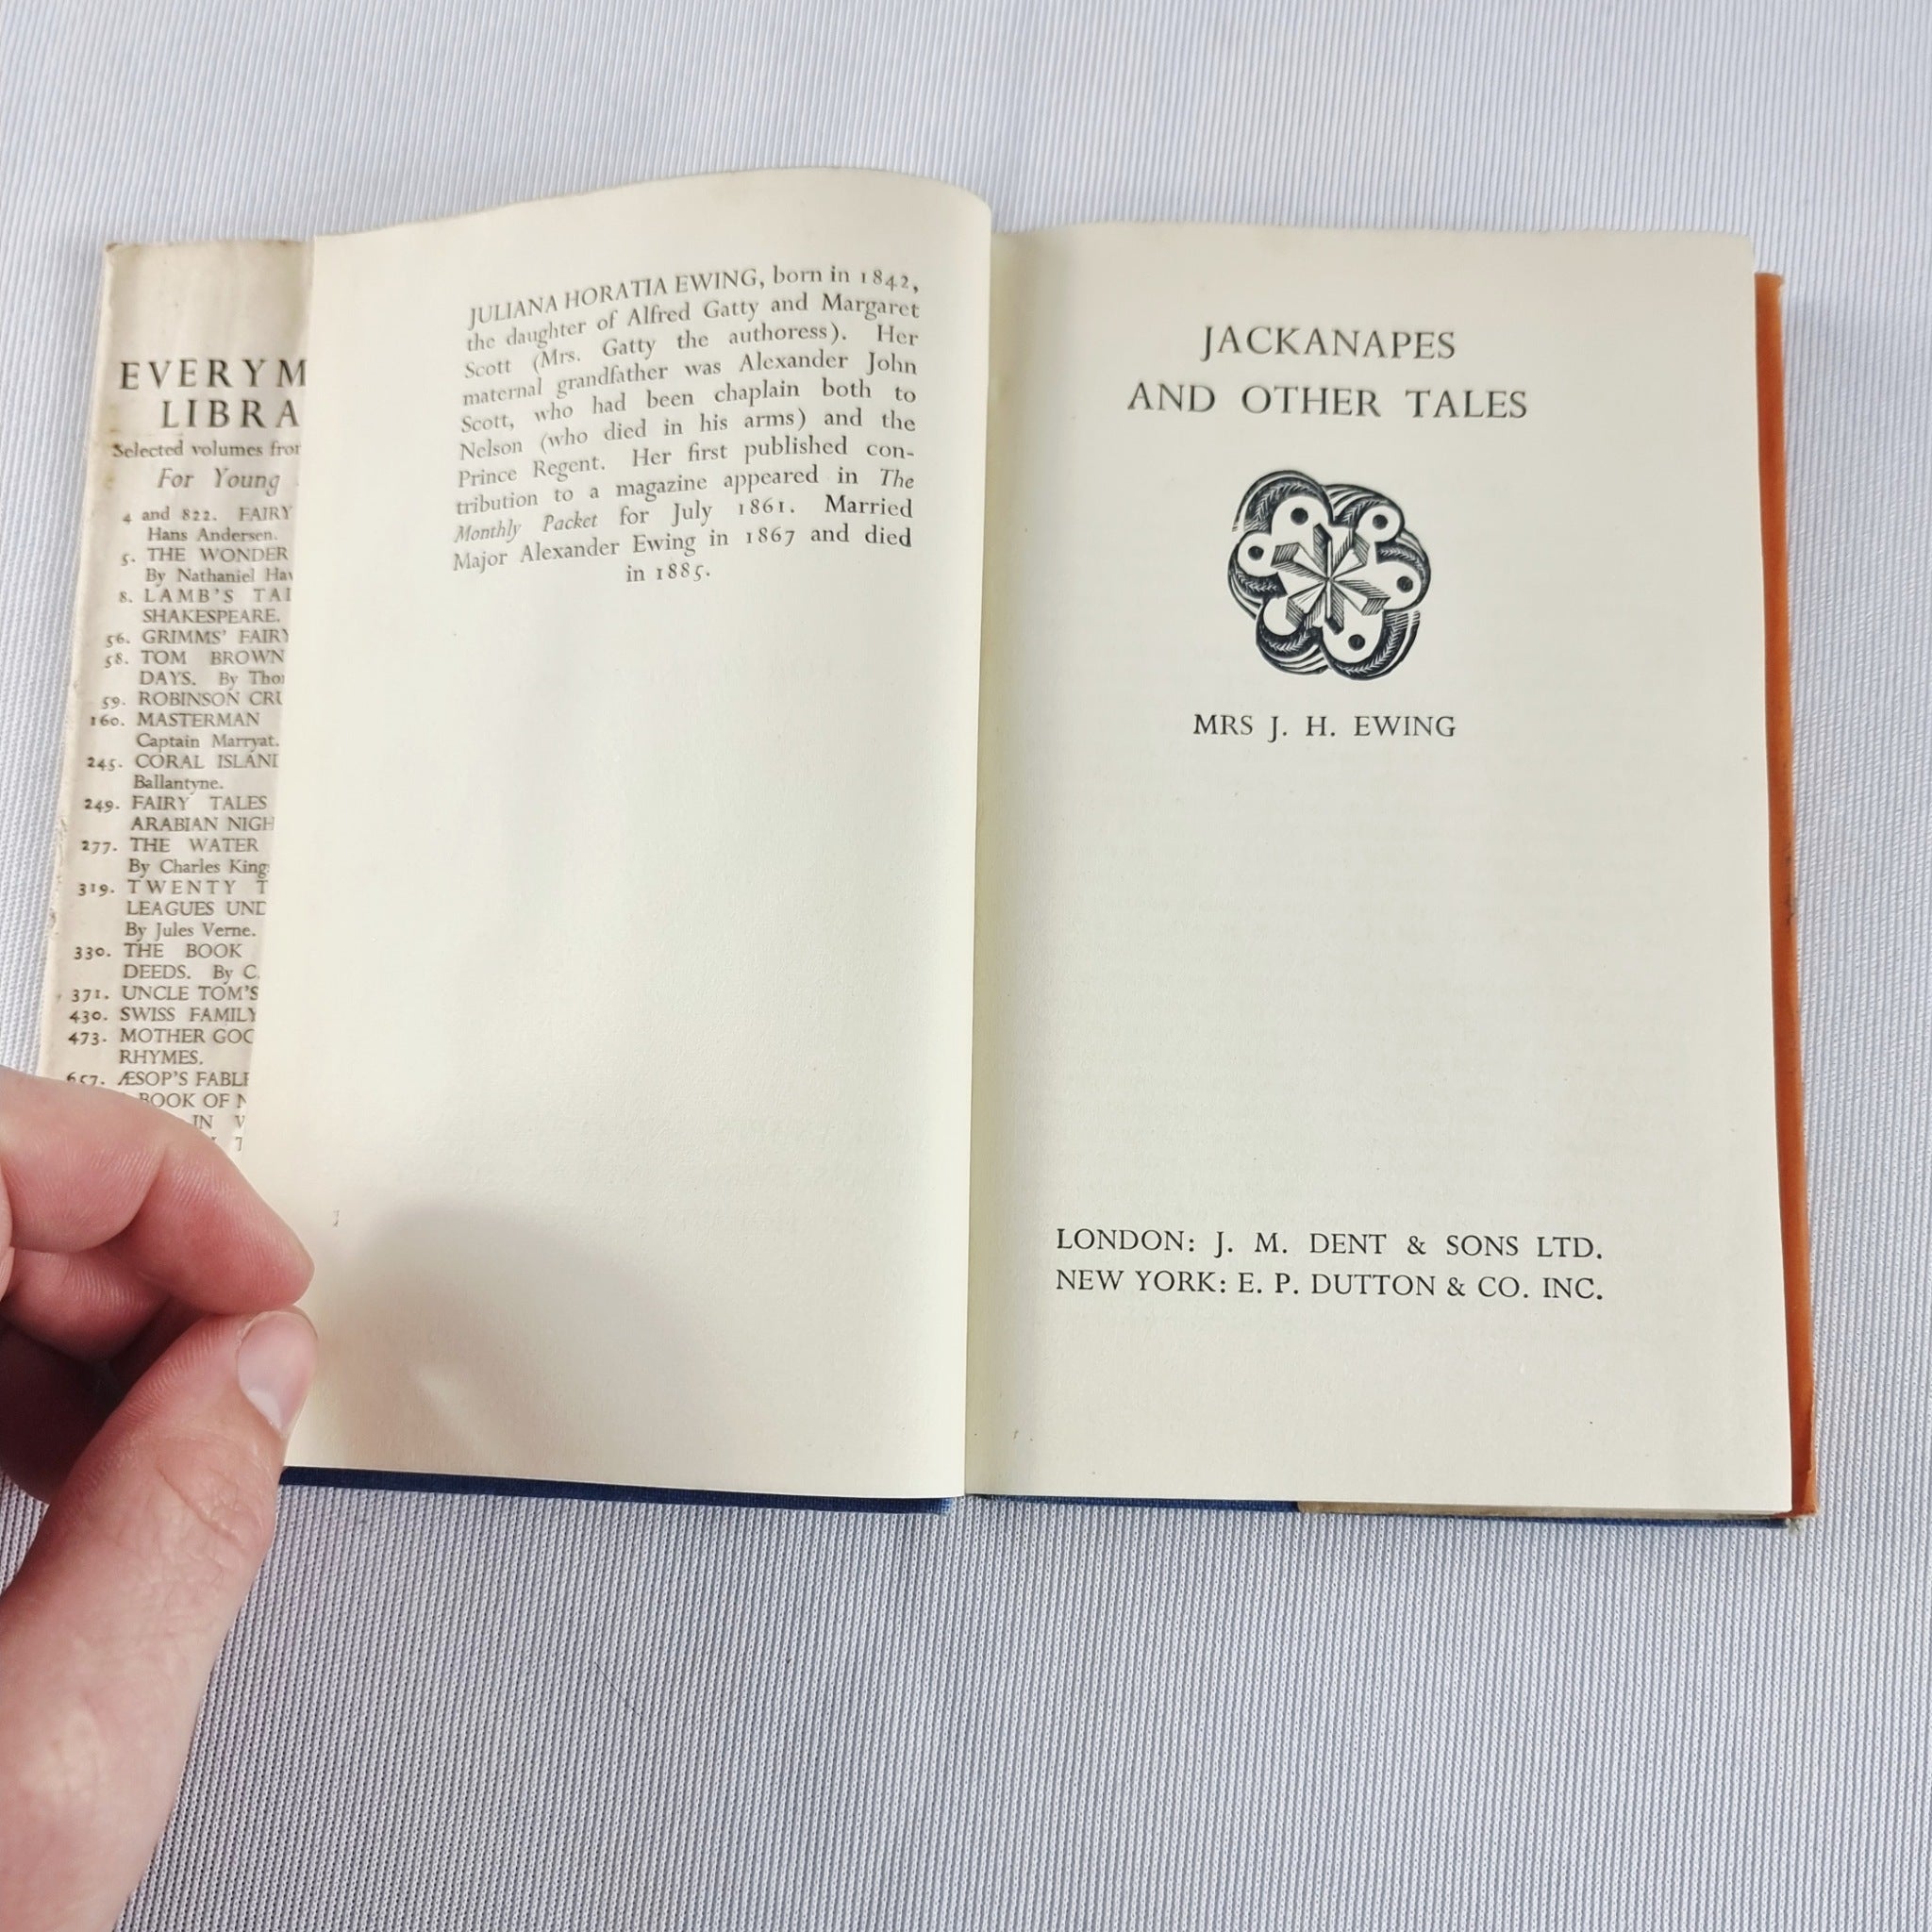 EVERYM
LIBRA
Selected volumes from
For Young
4 and 822. FAIRY
Hans Andersen.
5. THE WONDER
By Nathaniel Haw
8. LAMB'S TAL
SHAKESPEARE.
56. GRIMMS' FAIRY
58. TOM BROWN
DAYS. By Tho
59. ROBINSON CRU
160. MASTERMAN
Captain Marryat.
245. CORAL ISLAND
Ballantyne.
249. FAIRY TALES
ARABIAN NIGH
277. THE WATER
By Charles King
319. TWENTY T
LEAGUES UND
By Jules Verne.
330. THE BOOK
DEEDS. By C.
371. UNCLE TOM'S
430. SWISS FAMILY
473. MOTHER GOO
RHYMES.
657. ÆSOP'S FABLE
BOOK OF N
IN
JULIANA HORATIA EWING, born in 1842,
the daughter of Alfred Gatty and Margaret
Scott (Mrs. Gatty the authoress). Her
maternal grandfather was Alexander John
Scott, who had been chaplain both to
Nelson (who died in his arms) and the
Prince Regent. Her first published con-
tribution to a magazine appeared in The
Monthly Packet for July 1861. Married
Major Alexander Ewing in 1867 and died
in 1885.
JACKANAPES
AND OTHER TALES
MRS J. H. EWING
LONDON: J. M. DENT & SONS LTD.
NEW YORK: E. P. DUTTON & CO. INC.